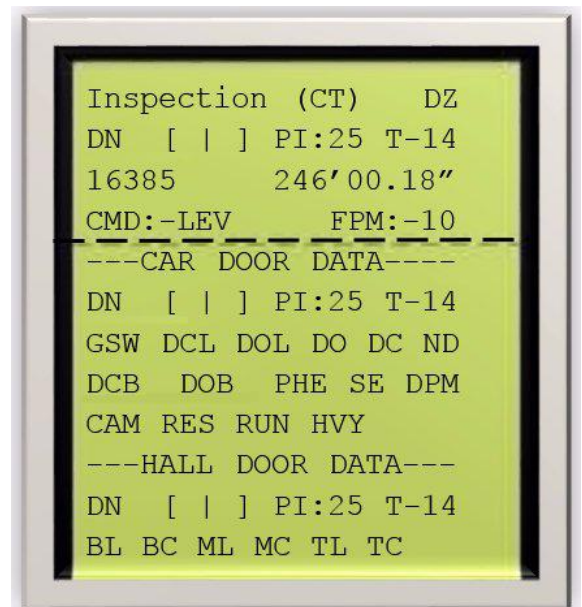 Inspection (CT) DZ
DN [ | ] PI:25 T-14
16385 246'00.18"
CMD:-LEV FPM:-10
---CAR DOOR DATA----
DN [ | ] PI:25 T-14
GSW DCL DOL DO DC ND
DCB DOB PHE SE DPM
CAM RES RUN HVY
---HALL DOOR DATA---
DN [ | ] PI:25 T-14
BL BC ML MC TL TC